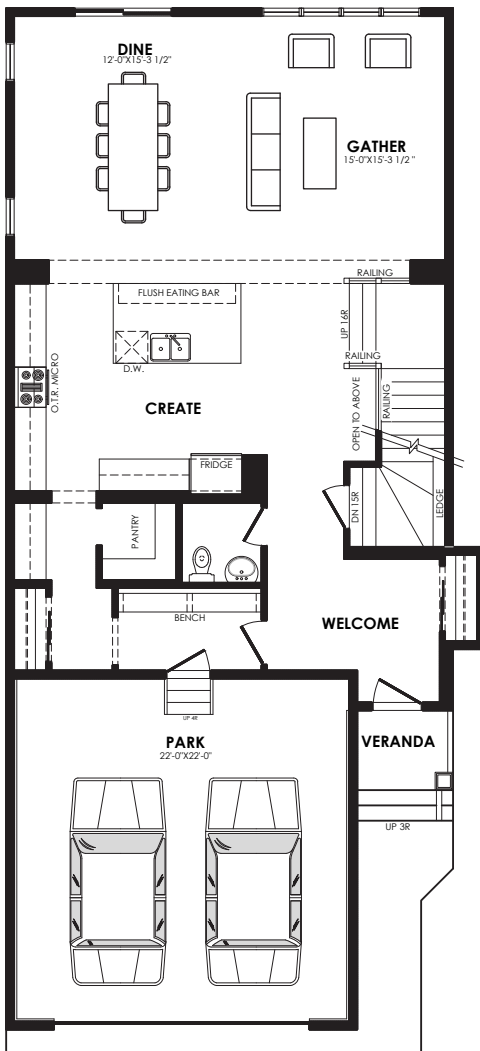 DINE
12'-0"X15'-3 1/2"
GATHER
15'-0"X15'-3 1/2"
RAILING
FLUSH EATING BAR
UP 16R
D.W.
RAILING
O.T.R. MICRO
RAILING
CREATE
OPEN TO ABOVE
FRIDGE
DN 15R
LEDGE
PANTRY
BENCH
WELCOME
UP 4R
PARK
22'-0"X22'-0"
VERANDA
UP 3R